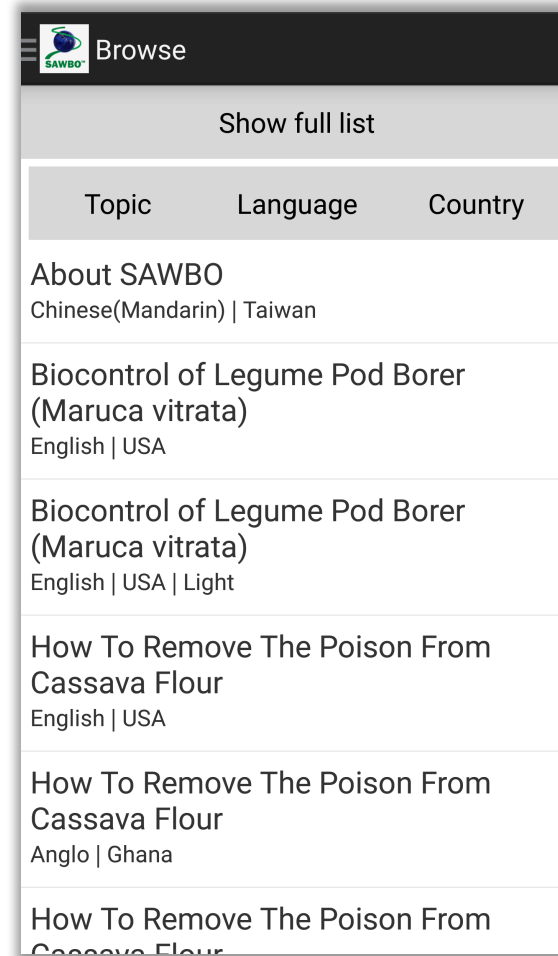 SAWBO™ Browse
Show full list
Topic Language Country
About SAWBO
Chinese(Mandarin) | Taiwan
Biocontrol of Legume Pod Borer
(Maruca vitrata)
English | USA
Biocontrol of Legume Pod Borer
(Maruca vitrata)
English | USA | Light
How To Remove The Poison From
Cassava Flour
English | USA
How To Remove The Poison From
Cassava Flour
Anglo | Ghana
How To Remove The Poison From
Cassava Flour